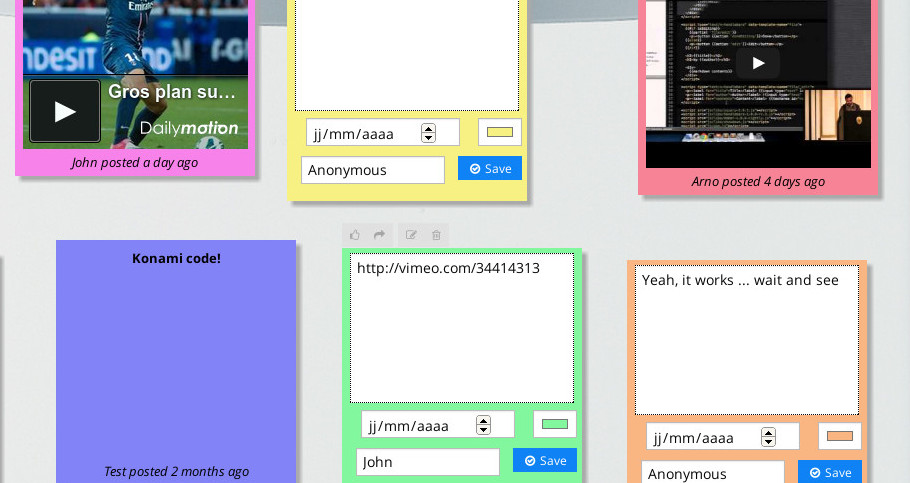 Emirates
Gros plan su...
Dailymotion
John posted a day ago
jj/mm/aaaa
Anonymous
Save
Arno posted 4 days ago
Konami code!
Test posted 2 months ago
http://vimeo.com/34414313
jj/mm/aaaa
John
Save
Yeah, it works ... wait and see
jj/mm/aaaa
Anonymous
Save